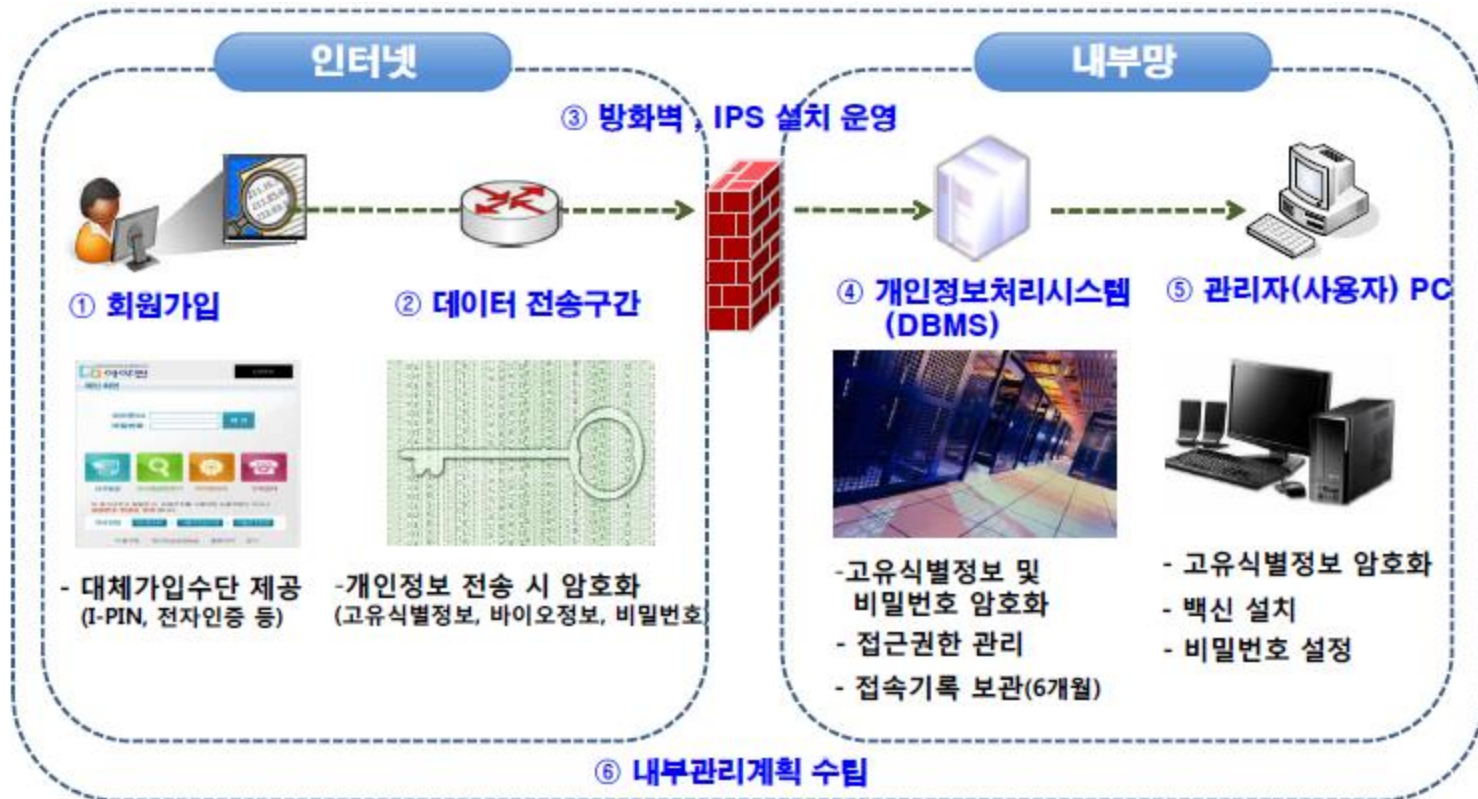 인터넷
내부망
③ 방화벽, IPS 설치 운영
① 회원가입
② 데이터 전송구간
④ 개인정보처리시스템
(DBMS)
⑤ 관리자(사용자) PC
- 대체가입수단 제공
(I-PIN, 전자인증 등)
-개인정보 전송 시 암호화
(고유식별정보, 바이오정보, 비밀번호)
-고유식별정보 및
비밀번호 암호화
- 접근권한 관리
- 접속기록 보관(6개월)
- 고유식별정보 암호화
- 백신 설치
- 비밀번호 설정
⑥ 내부관리계획 수립